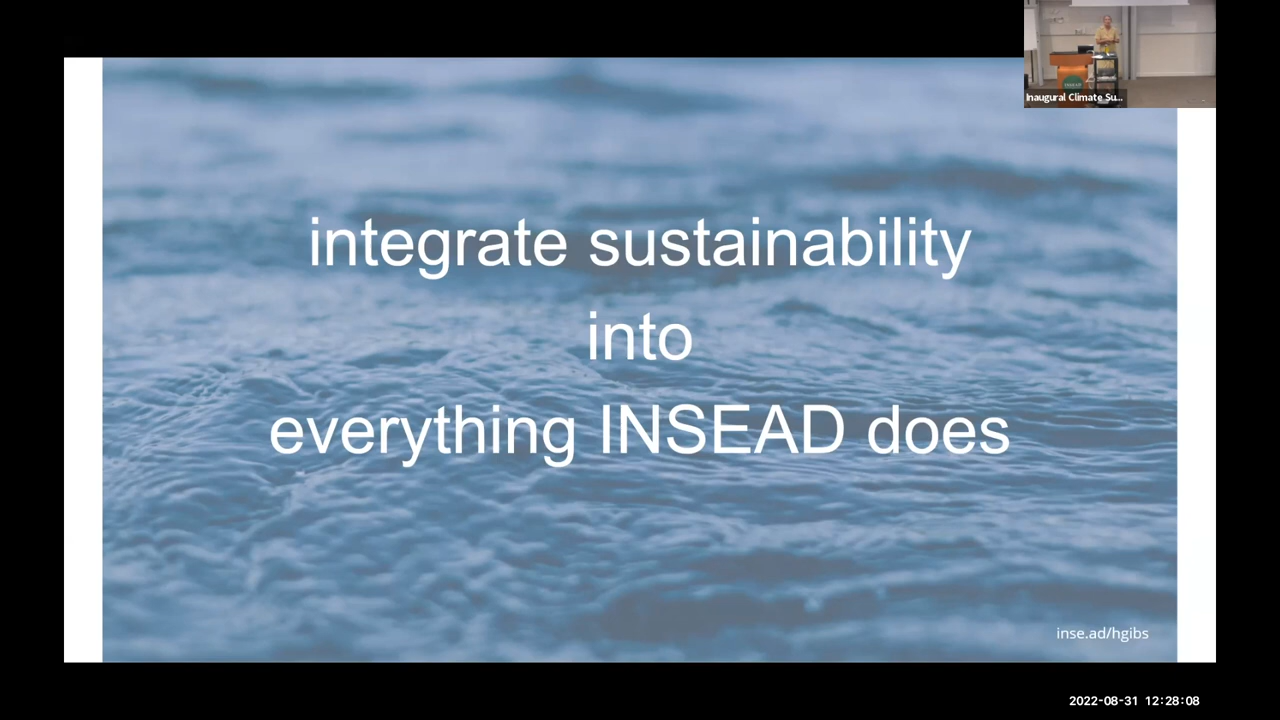 Inaugural Climate Su...
integrate sustainability
into
everything INSEAD does
inse.ad/hgibs
2022-08-31 12:28:08